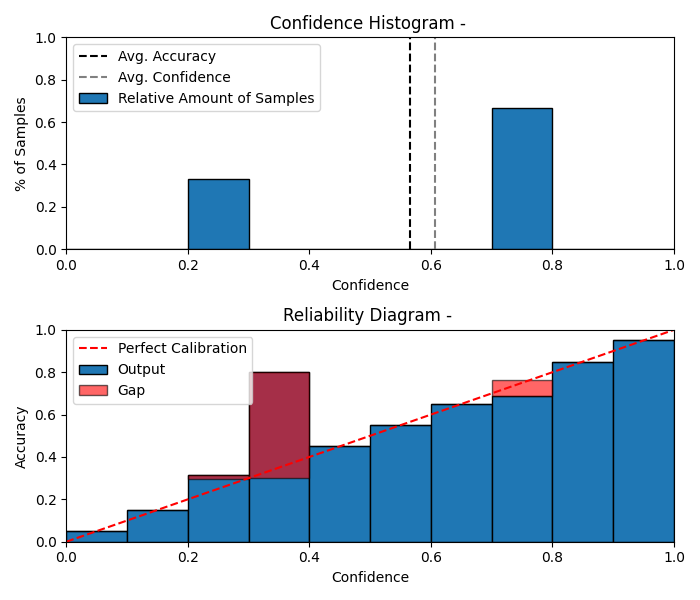 Confidence Histogram -
1.0
0.8
0.6
0.4
0.2
0.0
% of Samples
Avg. Accuracy
Avg. Confidence
Relative Amount of Samples
0.0 0.2 0.4 0.6 0.8 1.0
Confidence
Reliability Diagram -
1.0
0.8
0.6
0.4
0.2
0.0
Accuracy
Perfect Calibration
Output
Gap
0.0 0.2 0.4 0.6 0.8 1.0
Confidence